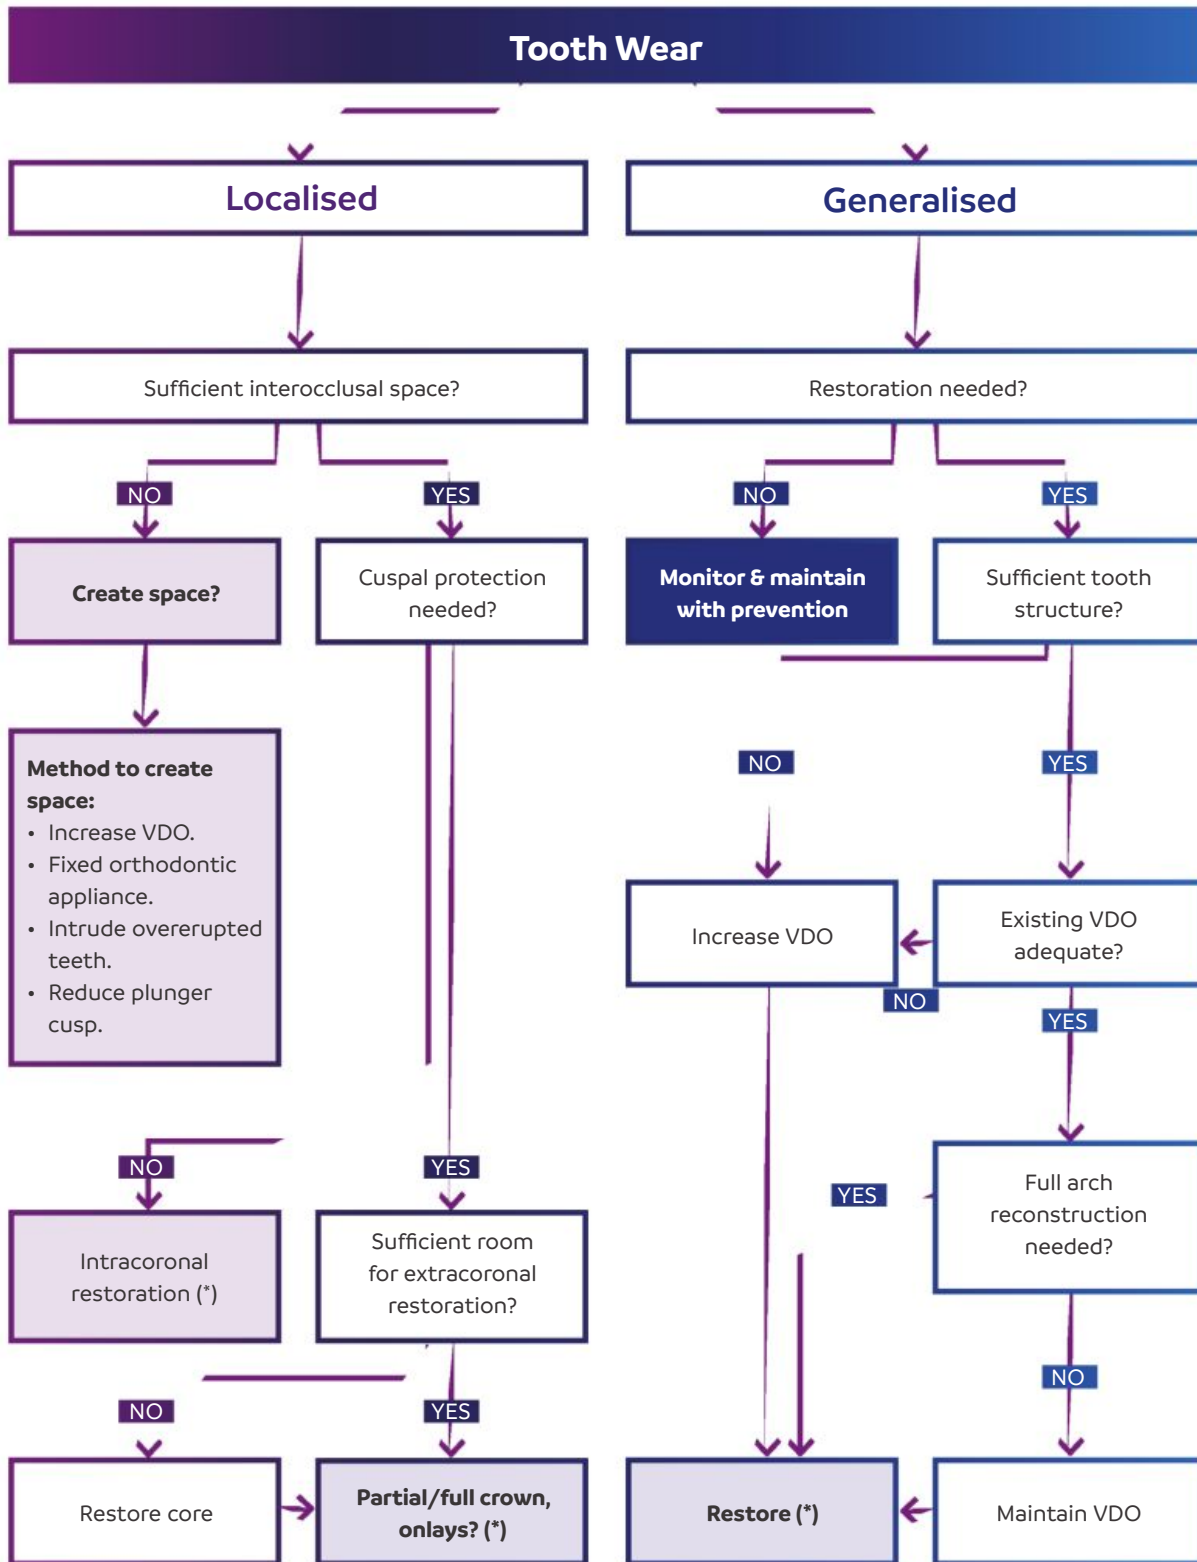 Tooth Wear
Localised
Generalised
Sufficient interocclusal space?
Restoration needed?
NO
YES
NO
YES
Create space?
Cuspal protection
needed?
Monitor & maintain
with prevention
Sufficient tooth
structure?
Method to create
space:
• Increase VDO.
• Fixed orthodontic
appliance.
• Intrude overerupted
teeth.
• Reduce plunger
cusp.
NO
YES
Increase VDO
Existing VDO
adequate?
NO
YES
NO
YES
YES
Full arch
reconstruction
needed?
Intracoronal
restoration (*)
Sufficient room
for extracoronal
restoration?
NO
NO
YES
Restore core
Partial/full crown,
onlays? (*)
Restore (*)
Maintain VDO